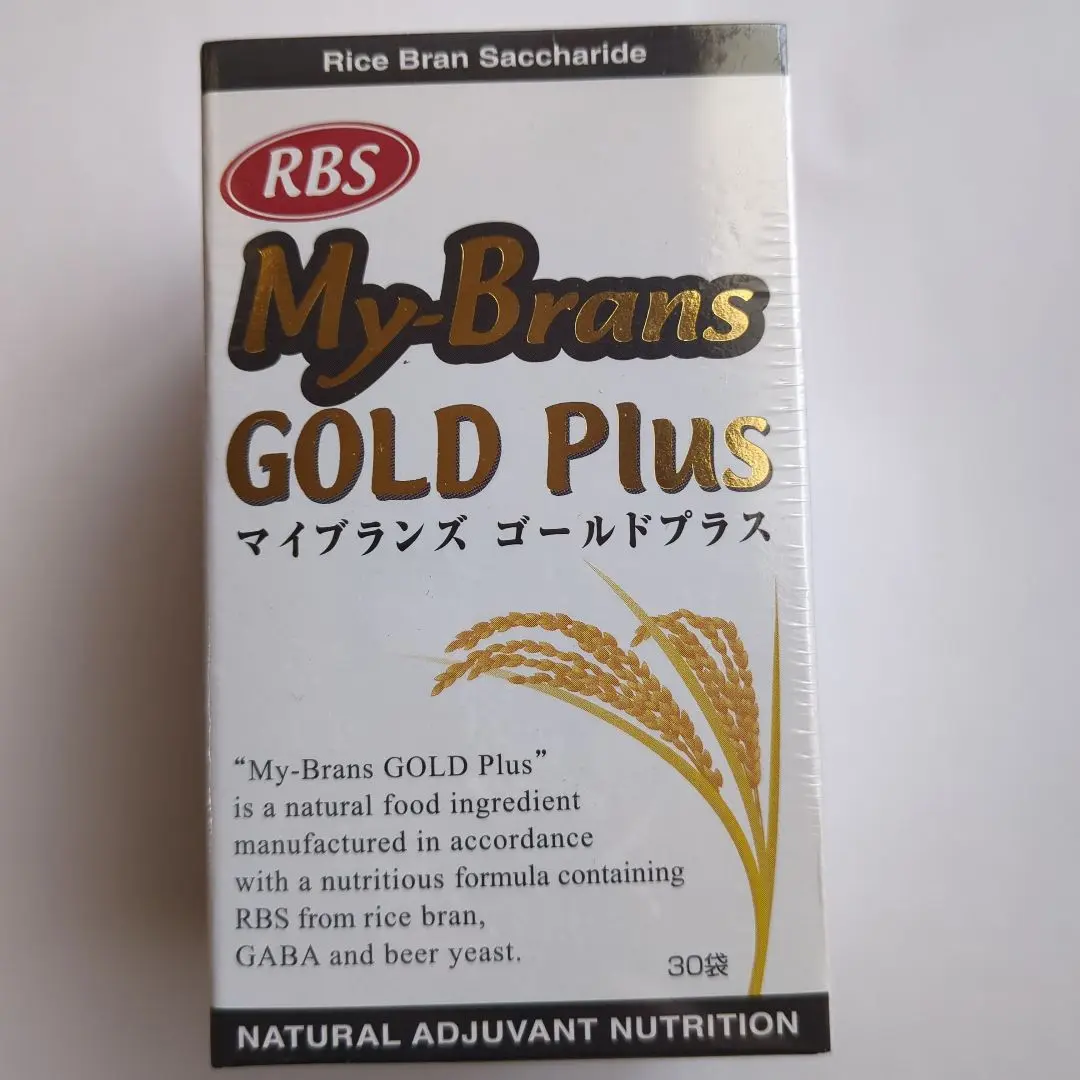 Rice Bran Saccharide
RBS
My-Brans
GOLD Plus
マイブランズ ゴールドプラス
“My-Brans GOLD Plus”
is a natural food ingredient
manufactured in accordance
with a nutritious formula containing
RBS from rice bran,
GABA and beer yeast.
30袋
NATURAL ADJUVANT NUTRITION